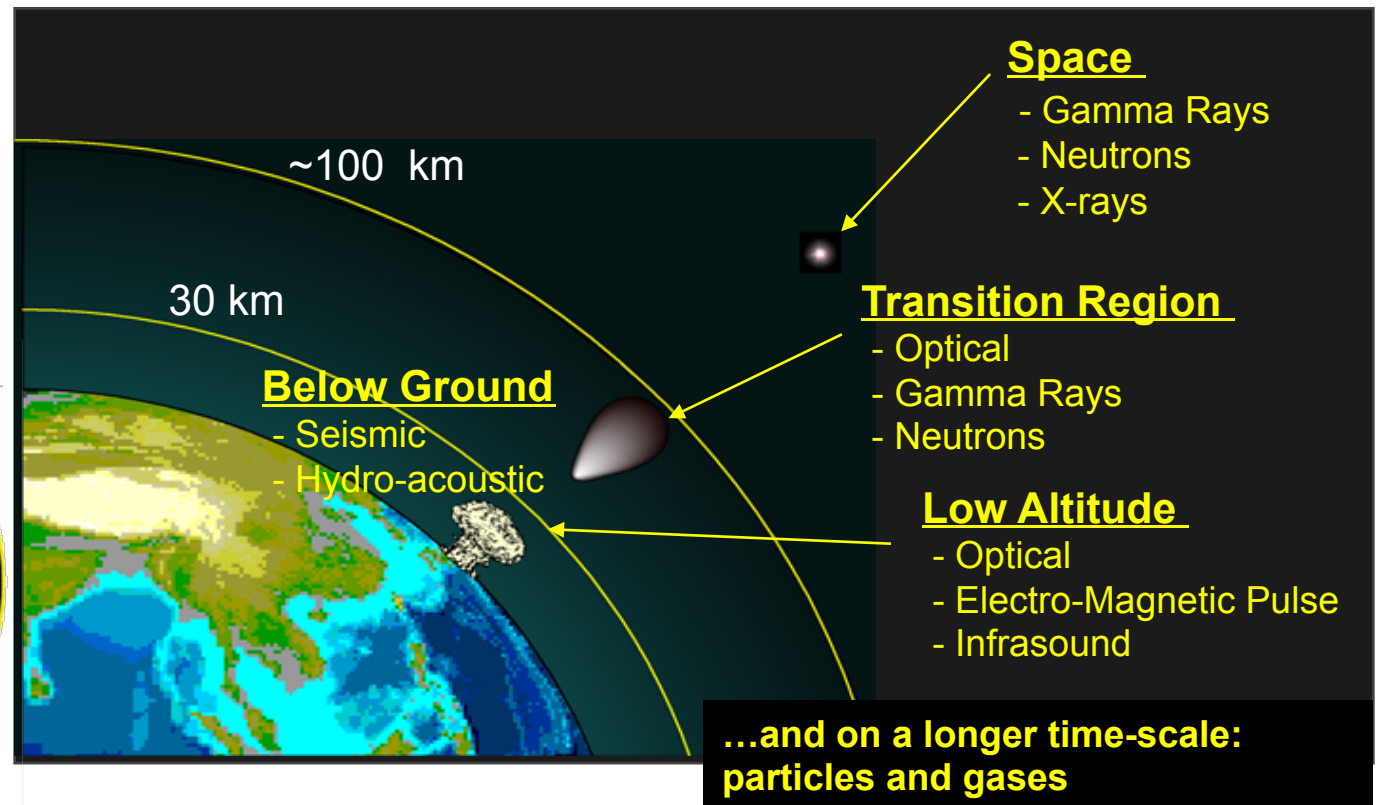 Space
- Gamma Rays
- Neutrons
- X-rays
~100 km
30 km
Transition Region
- Optical
- Gamma Rays
- Neutrons
Below Ground
- Seismic
- Hydro-acoustic
Low Altitude
- Optical
- Electro-Magnetic Pulse
- Infrasound
…and on a longer time-scale:
particles and gases